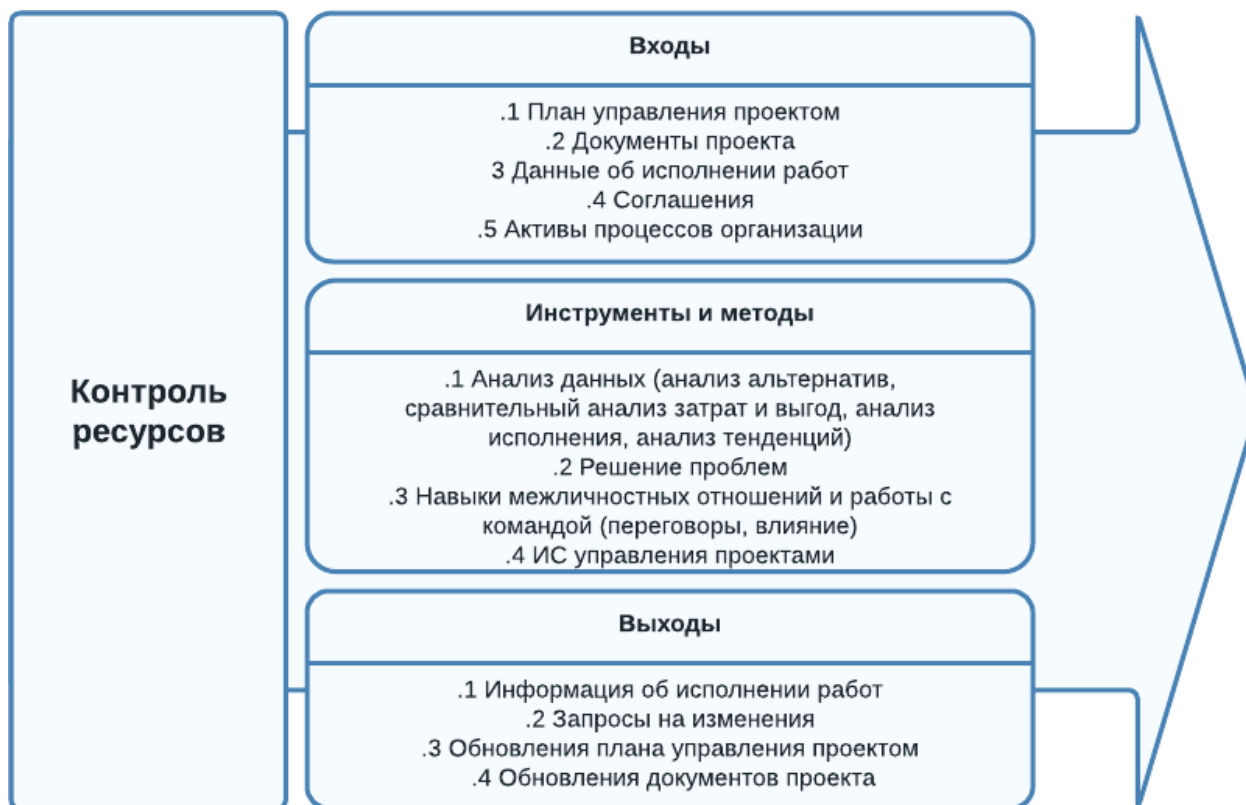 Контроль
ресурсов
Входы
.1 План управления проектом
.2 Документы проекта
3 Данные об исполнении работ
.4 Соглашения
.5 Активы процессов организации
Инструменты и методы
.1 Анализ данных (анализ альтернатив,
сравнительный анализ затрат и выгод, анализ
исполнения, анализ тенденций)
.2 Решение проблем
.3 Навыки межличностных отношений и работы с
командой (переговоры, влияние)
.4 ИС управления проектами
Выходы
.1 Информация об исполнении работ
.2 Запросы на изменения
.3 Обновления плана управления проектом
.4 Обновления документов проекта